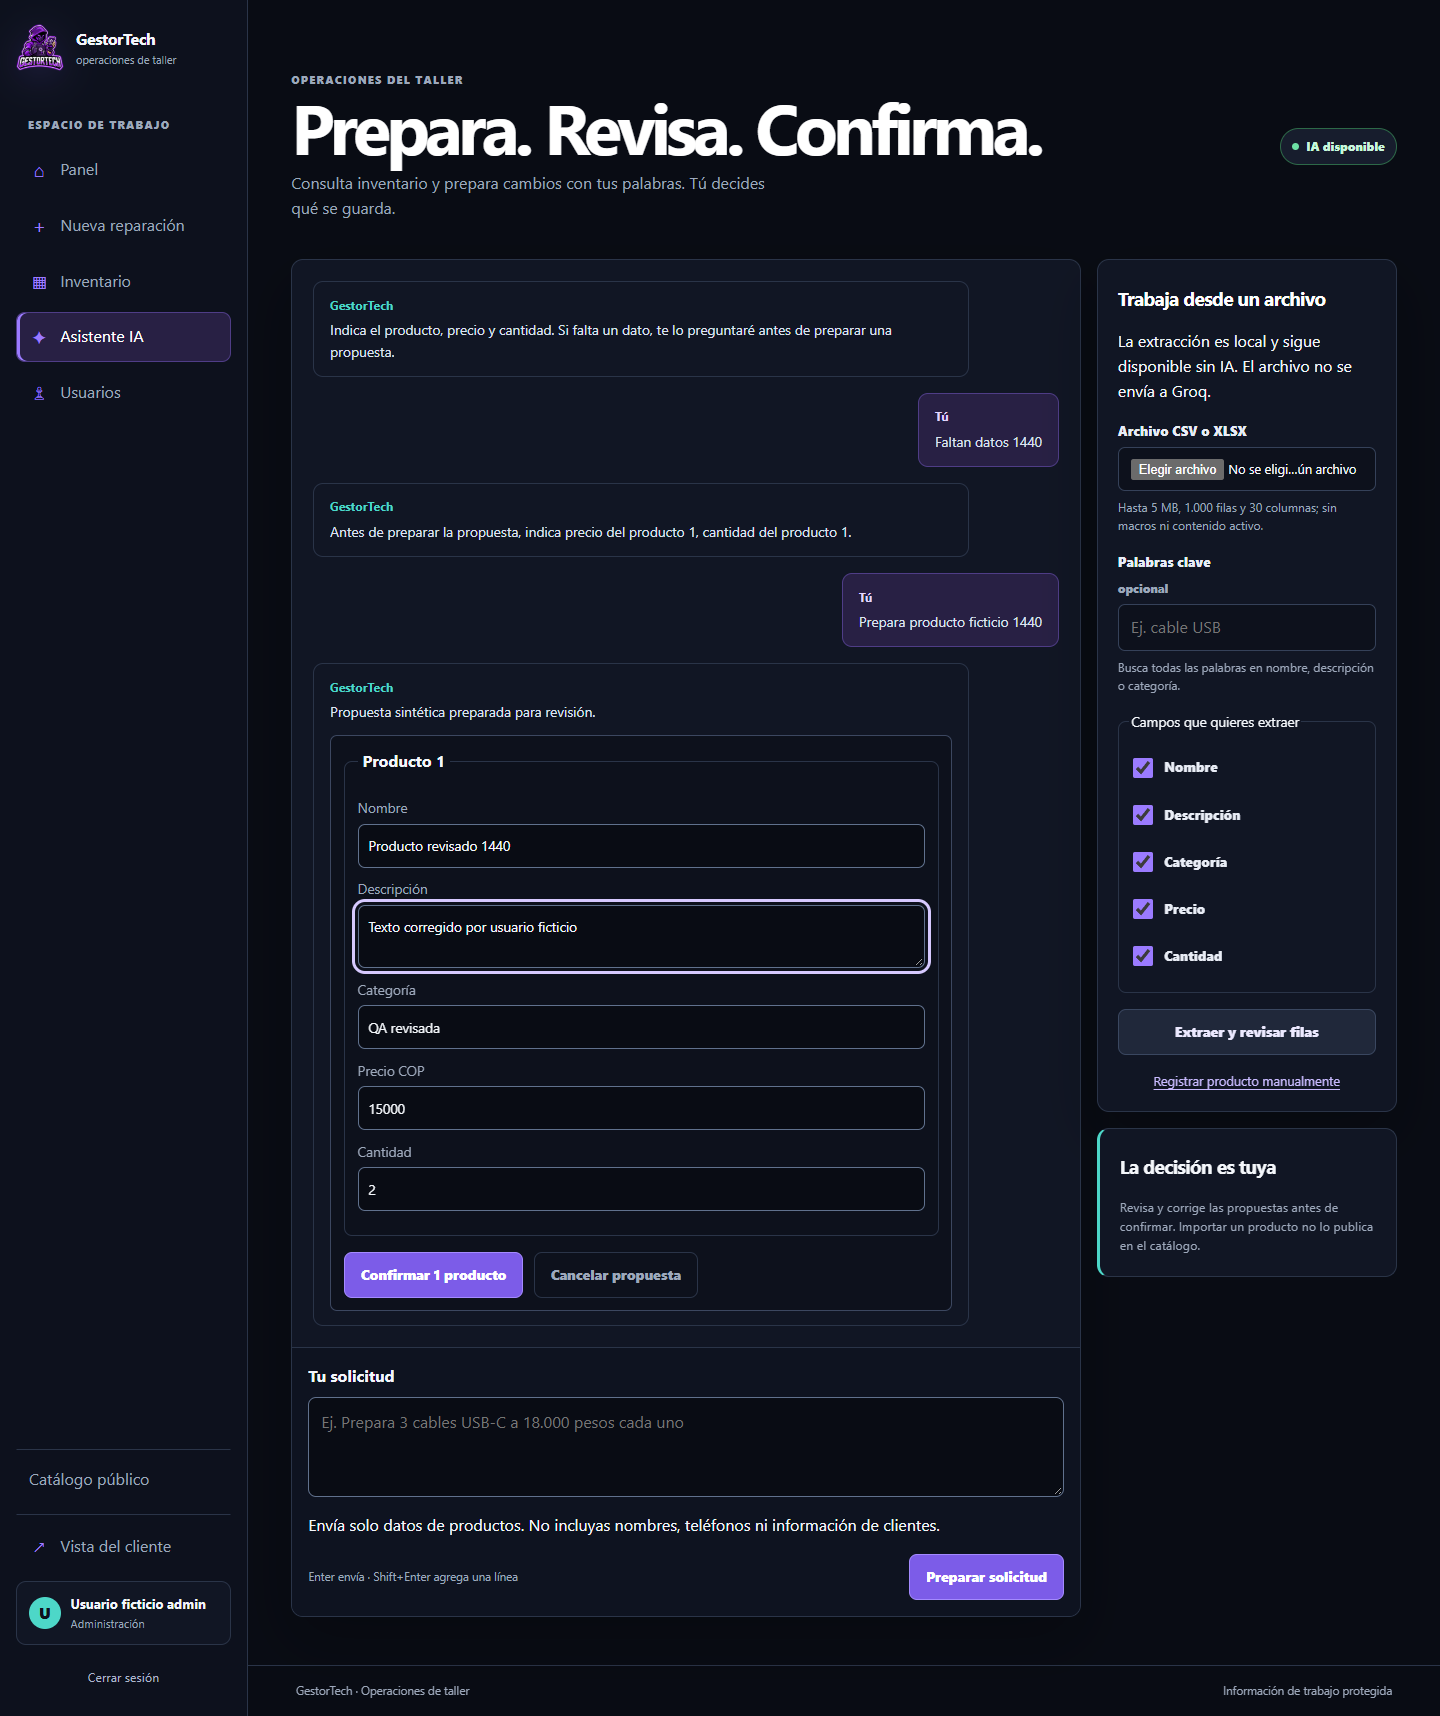 GESTORTECH
GestorTech
operaciones de taller
ESPACIO DE TRABAJO
Panel
Nueva reparación
Inventario
Asistente IA
Usuarios
Catálogo público
Vista del cliente
U
Usuario ficticio admin
Administración
Cerrar sesión
OPERACIONES DEL TALLER
Prepara. Revisa. Confirma.
Consulta inventario y prepara cambios con tus palabras. Tú decides
qué se guarda.
IA disponible
GestorTech
Indica el producto, precio y cantidad. Si falta un dato, te lo preguntaré antes de preparar una
propuesta.
Tú
Faltan datos 1440
GestorTech
Antes de preparar la propuesta, indica precio del producto 1, cantidad del producto 1.
Tú
Prepara producto ficticio 1440
GestorTech
Propuesta sintética preparada para revisión.
Producto 1
Nombre
Producto revisado 1440
Descripción
Texto corregido por usuario ficticio
Categoría
QA revisada
Precio COP
15000
Cantidad
2
Confirmar 1 producto
Cancelar propuesta
Tu solicitud
Ej. Prepara 3 cables USB-C a 18.000 pesos cada uno
Envía solo datos de productos. No incluyas nombres, teléfonos ni información de clientes.
Enter envía · Shift+Enter agrega una línea
Preparar solicitud
Trabaja desde un archivo
La extracción es local y sigue
disponible sin IA. El archivo no se
envía a Groq.
Archivo CSV o XLSX
Elegir archivo No se eligi...ún archivo
Hasta 5 MB, 1.000 filas y 30 columnas; sin
macros ni contenido activo.
Palabras clave
opcional
Ej. cable USB
Busca todas las palabras en nombre, descripción
o categoría.
Campos que quieres extraer
Nombre
Descripción
Categoría
Precio
Cantidad
Extraer y revisar filas
Registrar producto manualmente
La decisión es tuya
Revisa y corrige las propuestas antes de
confirmar. Importar un producto no lo publica
en el catálogo.
GestorTech · Operaciones de taller
Información de trabajo protegida